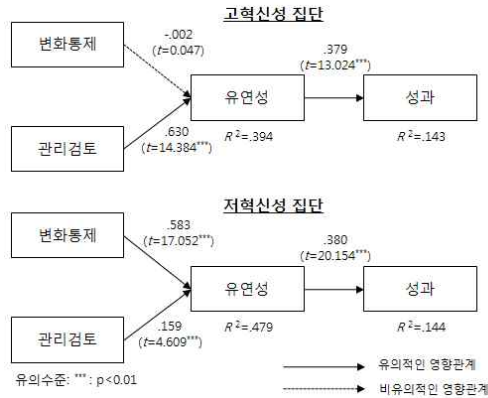 고혁신성 집단
변화통제
-.002
(t=0.047)
.379
(t=13.024***)
유연성
성과
관리검토
.630
(t=14.384***)
R²=.394
R²=.143
저혁신성 집단
변화통제
.583
(t=17.052***)
.380
(t=20.154***)
유연성
성과
관리검토
.159
(t=4.609***)
R²=.479
R²=.144
유의수준: *** : p<0.01
유의적인 영향관계
비유의적인 영향관계